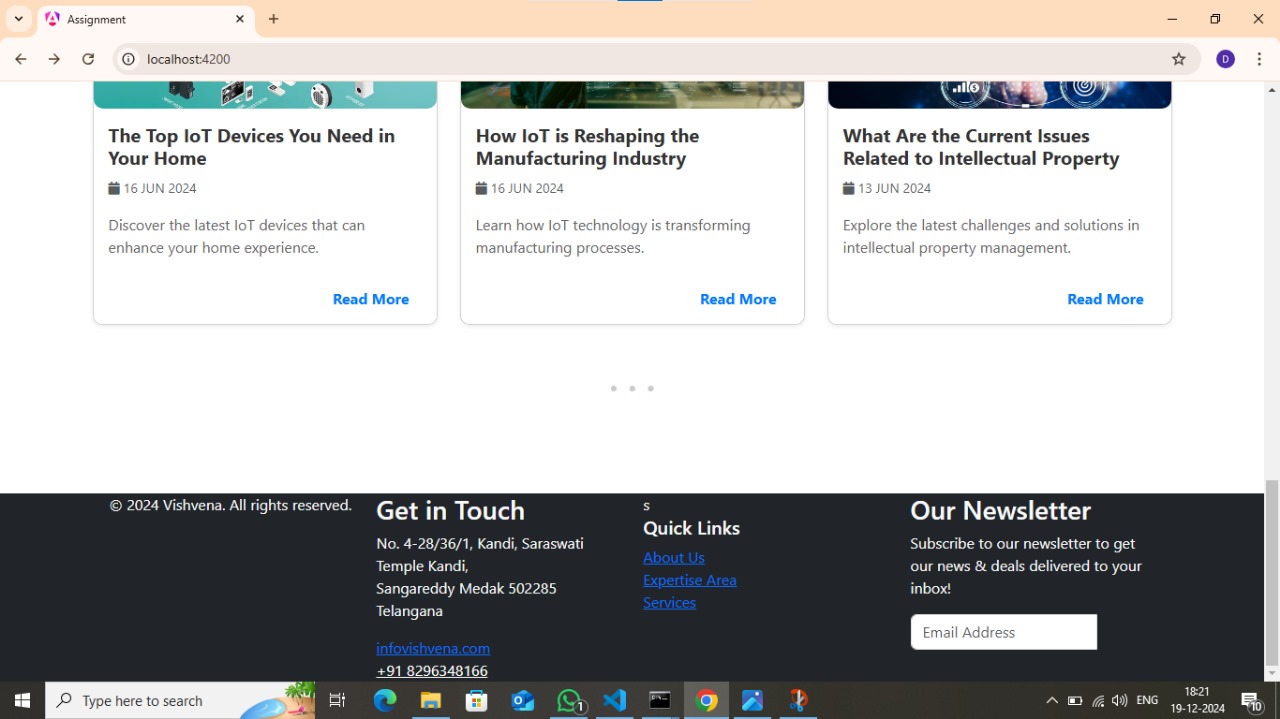 Assignment
localhost:4200
D
The Top IoT Devices You Need in
Your Home
16 JUN 2024
Discover the latest IoT devices that can
enhance your home experience.
Read More
How IoT is Reshaping the
Manufacturing Industry
16 JUN 2024
Learn how IoT technology is transforming
manufacturing processes.
Read More
What Are the Current Issues
Related to Intellectual Property
13 JUN 2024
Explore the latest challenges and solutions in
intellectual property management.
Read More
© 2024 Vishvena. All rights reserved.
Get in Touch
No. 4-28/36/1, Kandi, Saraswati
Temple Kandi,
Sangareddy Medak 502285
Telangana
infovishvena.com
+91 8296348166
s
Quick Links
About Us
Expertise Area
Services
Our Newsletter
Subscribe to our newsletter to get
our news & deals delivered to your
inbox!
Email Address
Type here to search
1
ENG
18:21
19-12-2024
10